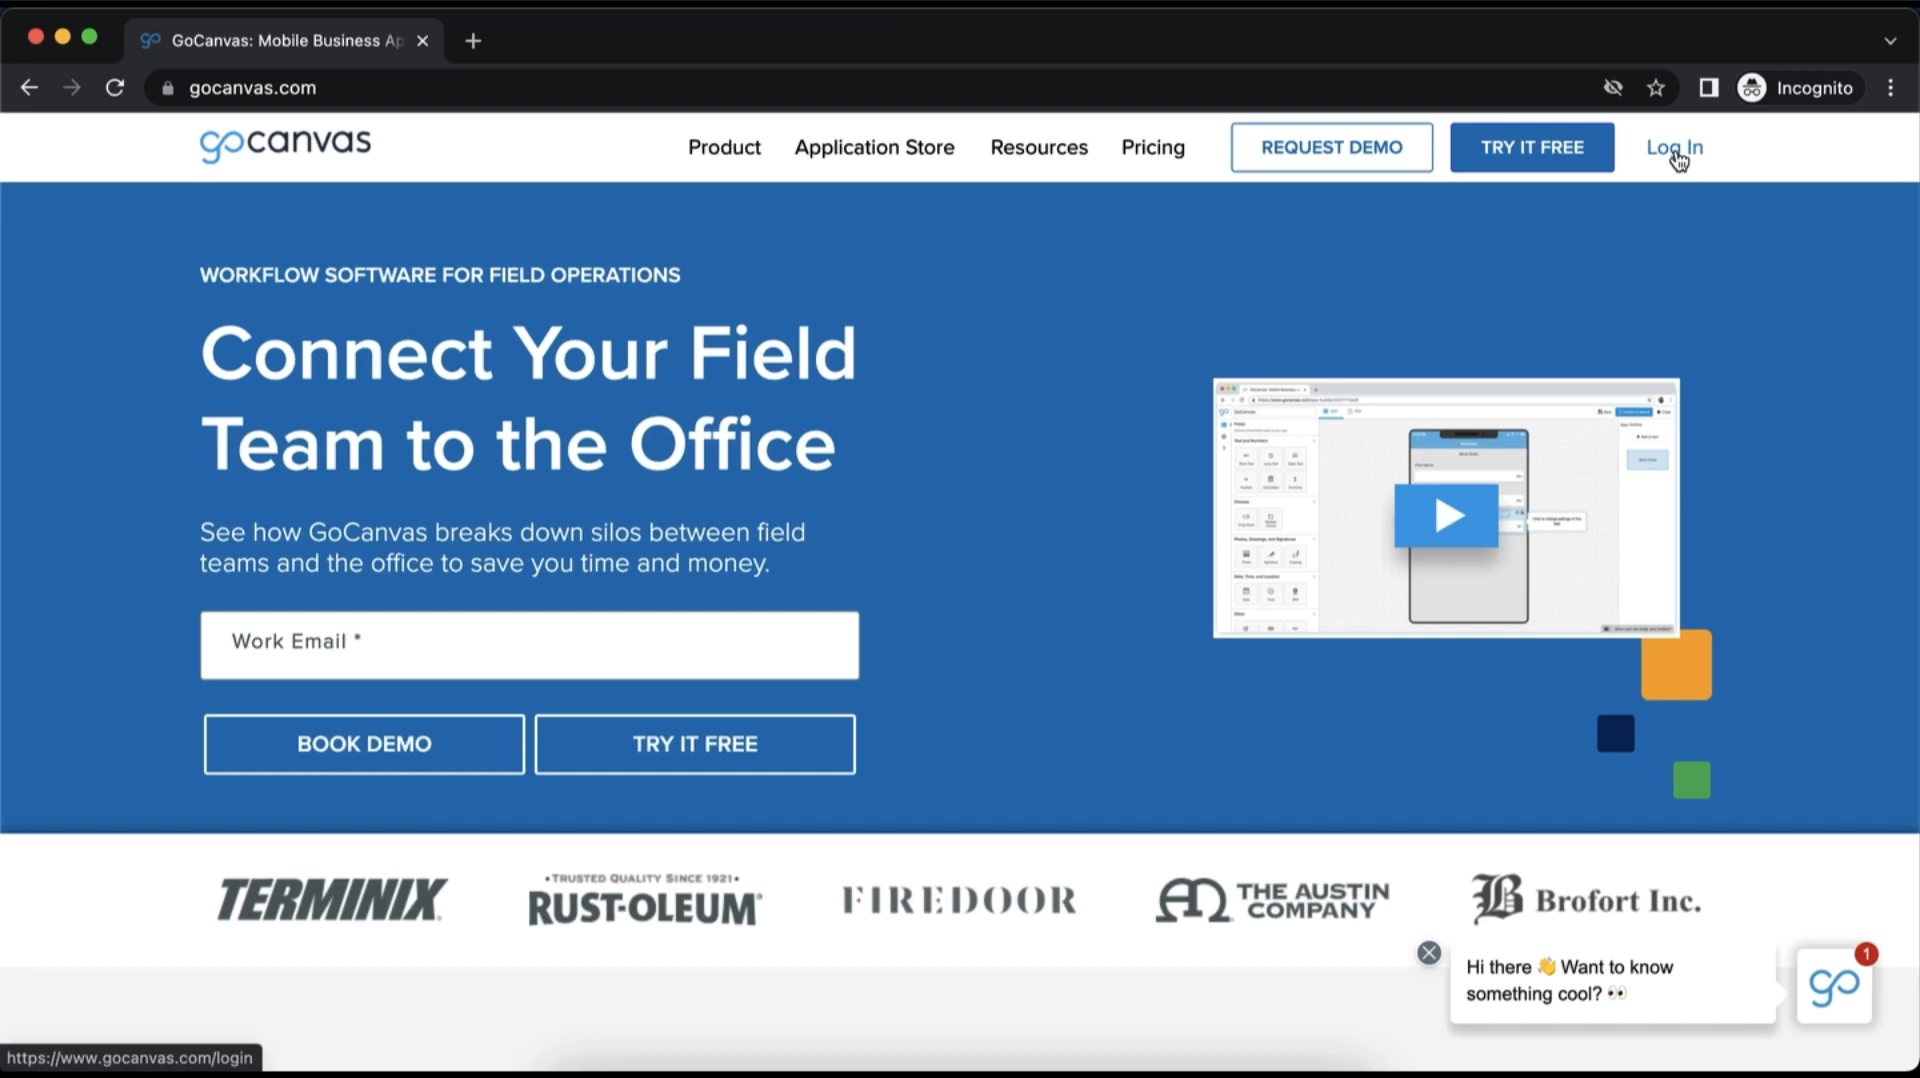 GoCanvas: Mobile Business Ap
gocanvas.com
Incognito
gocanvas
Product
Application Store
Resources
Pricing
REQUEST DEMO
TRY IT FREE
Log In
WORKFLOW SOFTWARE FOR FIELD OPERATIONS
Connect Your Field
Team to the Office
See how GoCanvas breaks down silos between field
teams and the office to save you time and money.
Work Email *
BOOK DEMO
TRY IT FREE
TERMINIX
•TRUSTED QUALITY SINCE 1921•
RUST-OLEUM
FIREDOOR
THE AUSTIN
COMPANY
B Brofort Inc.
Hi there 👋 Want to know
something cool? 👀
go
1
https://www.gocanvas.com/login